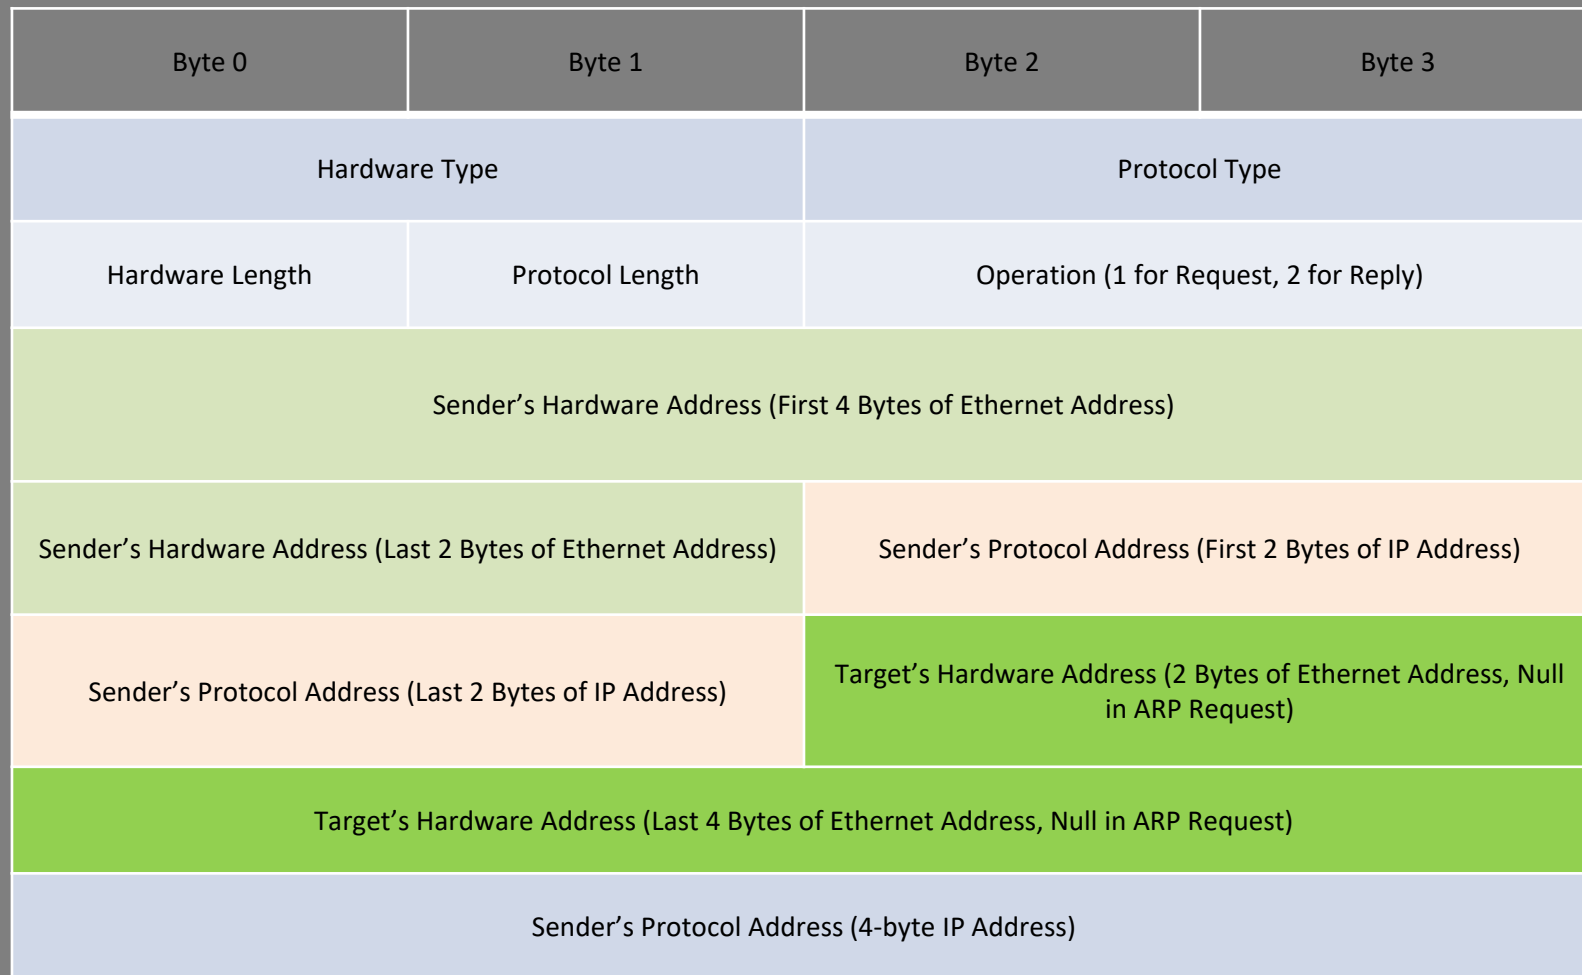 Byte 0
Byte 1
Byte 2
Byte 3
Hardware Type
Protocol Type
Hardware Length
Protocol Length
Operation (1 for Request, 2 for Reply)
Sender’s Hardware Address (First 4 Bytes of Ethernet Address)
Sender’s Hardware Address (Last 2 Bytes of Ethernet Address)
Sender’s Protocol Address (First 2 Bytes of IP Address)
Sender’s Protocol Address (Last 2 Bytes of IP Address)
Target’s Hardware Address (2 Bytes of Ethernet Address, Null
in ARP Request)
Target’s Hardware Address (Last 4 Bytes of Ethernet Address, Null in ARP Request)
Sender’s Protocol Address (4-byte IP Address)